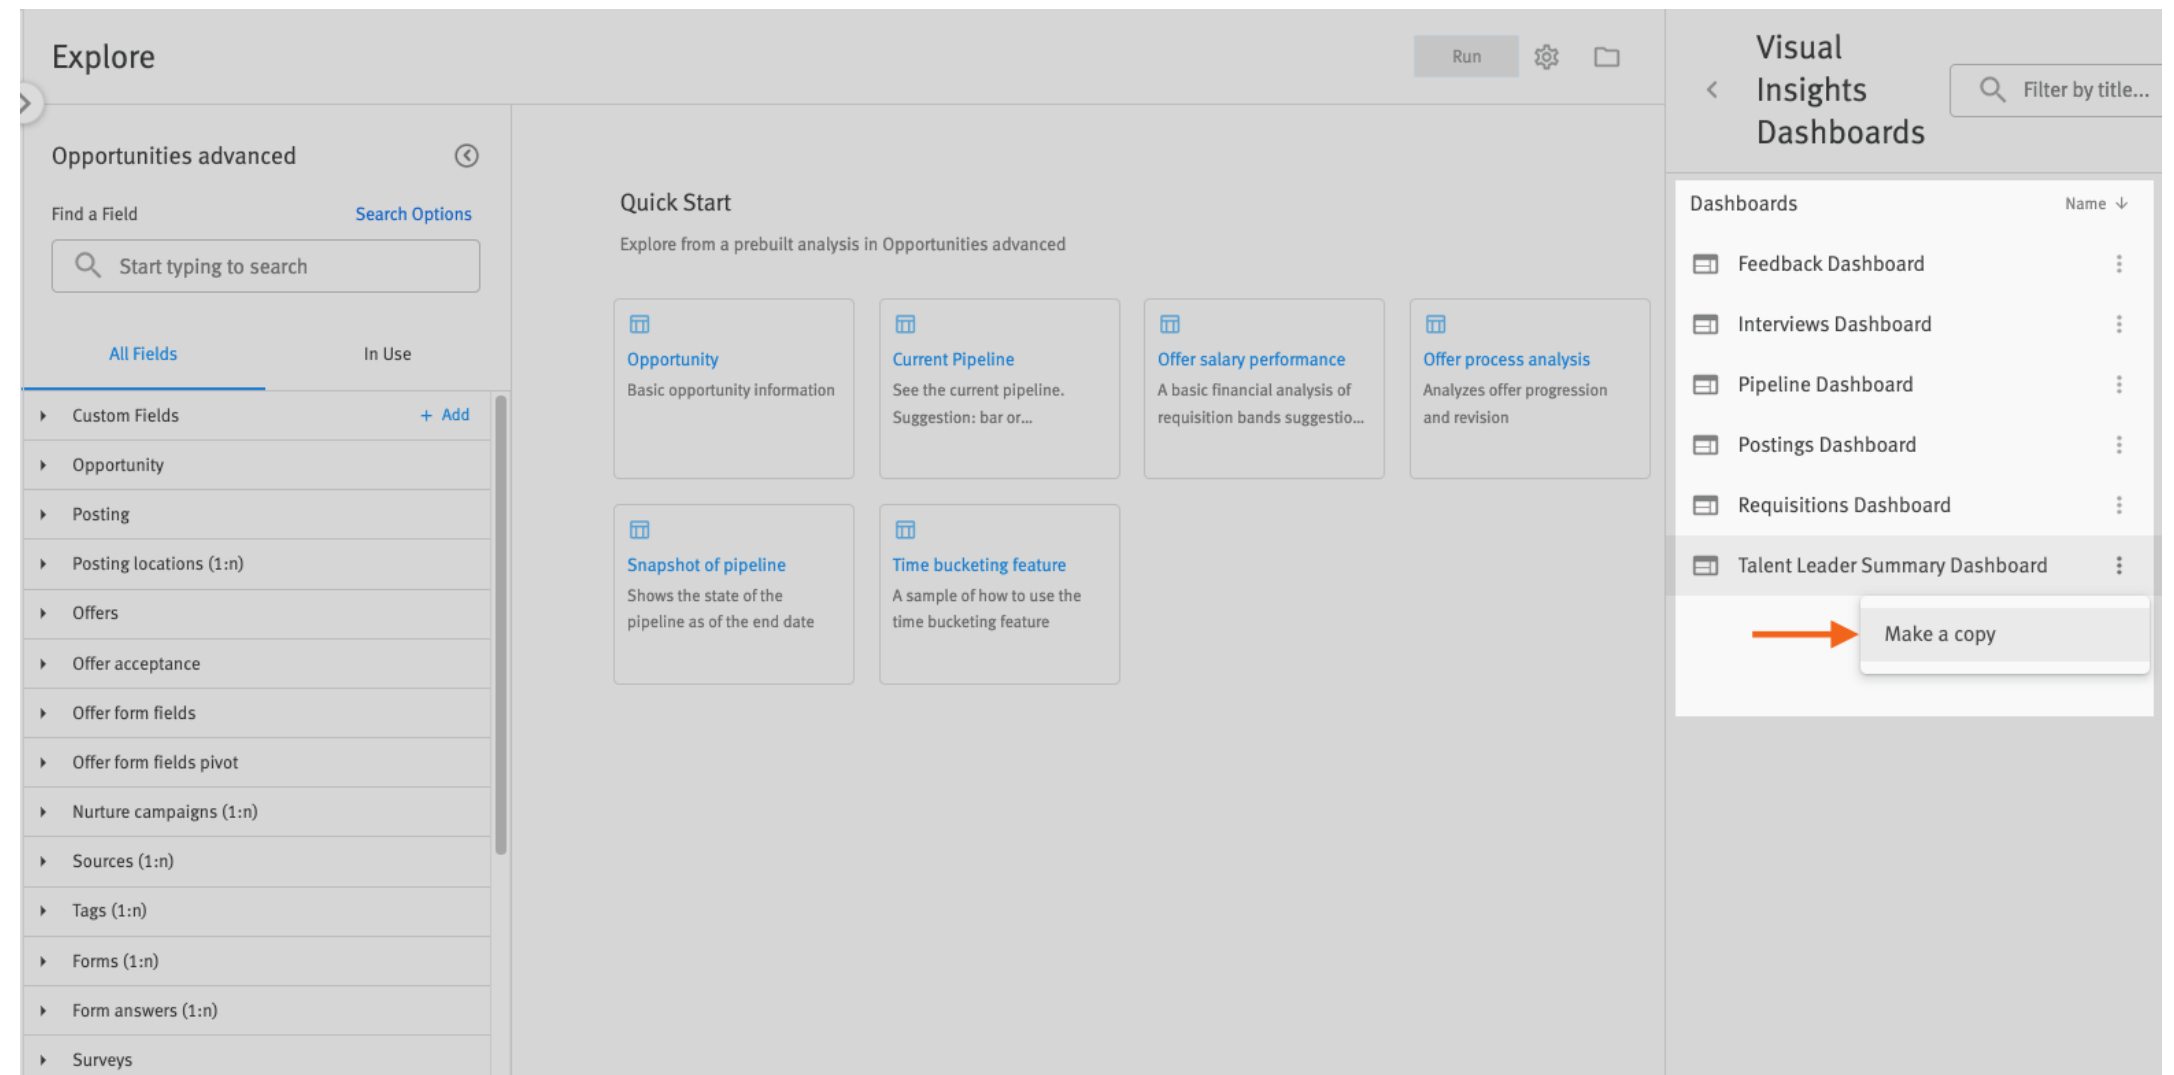 Explore
Run
Opportunities advanced
Find a Field
Search Options
Start typing to search
All Fields
In Use
Custom Fields
+ Add
Opportunity
Posting
Posting locations (1:n)
Offers
Offer acceptance
Offer form fields
Offer form fields pivot
Nurture campaigns (1:n)
Sources (1:n)
Tags (1:n)
Forms (1:n)
Form answers (1:n)
Surveys
Quick Start
Explore from a prebuilt analysis in Opportunities advanced
Opportunity
Basic opportunity information
Current Pipeline
See the current pipeline.
Suggestion: bar or...
Offer salary performance
A basic financial analysis of
requisition bands suggestio...
Offer process analysis
Analyzes offer progression
and revision
Snapshot of pipeline
Shows the state of the
pipeline as of the end date
Time bucketing feature
A sample of how to use the
time bucketing feature
Visual
Insights
Dashboards
Filter by title...
Dashboards
Name
Feedback Dashboard
Interviews Dashboard
Pipeline Dashboard
Postings Dashboard
Requisitions Dashboard
Talent Leader Summary Dashboard
Make a copy